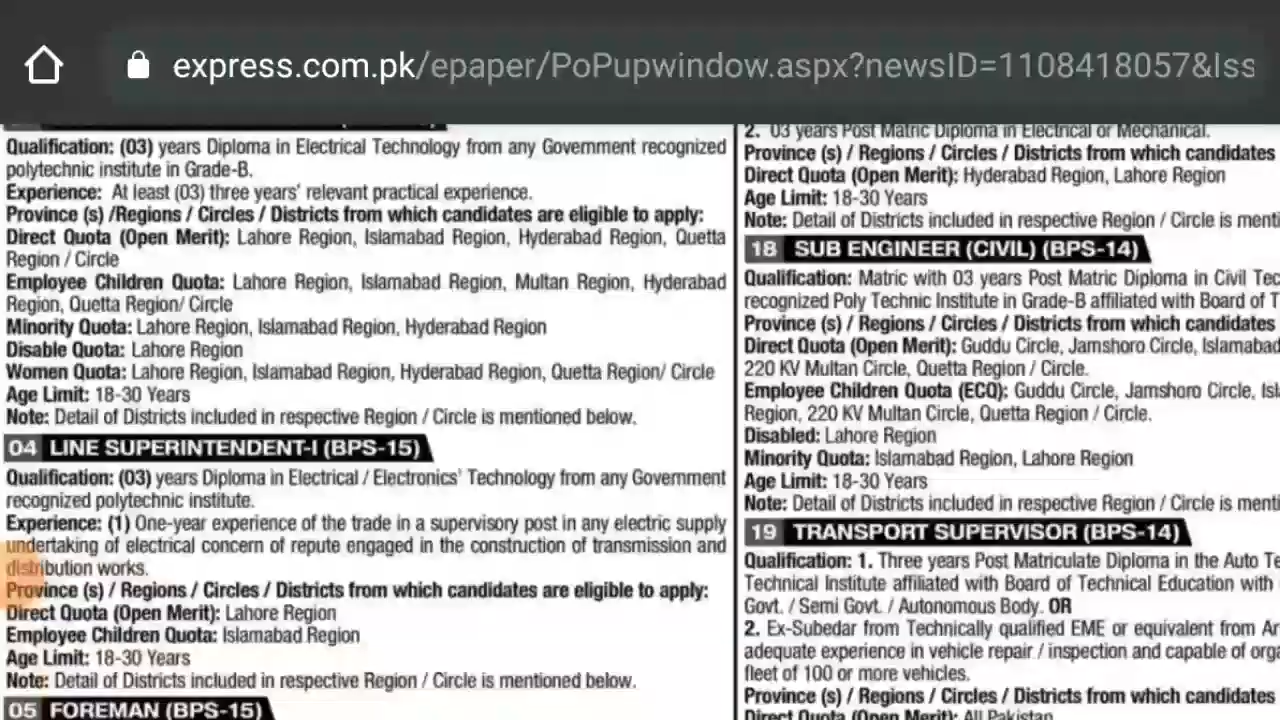 express.com.pk/epaper/PoPupwindow.aspx?newsID=1108418057&Iss
Qualification: (03) years Diploma in Electrical Technology from any Government recognized
polytechnic institute in Grade-B.
Experience: At least (03) three years' relevant practical experience.
Province (s) /Regions / Circles / Districts from which candidates are eligible to apply:
Direct Quota (Open Merit): Lahore Region, Islamabad Region, Hyderabad Region, Quetta
Region / Circle
Employee Children Quota: Lahore Region, Islamabad Region, Multan Region, Hyderabad
Region, Quetta Region/ Circle
Minority Quota: Lahore Region, Islamabad Region, Hyderabad Region
Disable Quota: Lahore Region
Women Quota: Lahore Region, Islamabad Region, Hyderabad Region, Quetta Region/ Circle
Age Limit: 18-30 Years
Note: Detail of Districts included in respective Region / Circle is mentioned below.
04 LINE SUPERINTENDENT-I (BPS-15)
Qualification: (03) years Diploma in Electrical / Electronics' Technology from any Government
recognized polytechnic institute.
Experience: (1) One-year experience of the trade in a supervisory post in any electric supply
undertaking of electrical concern of repute engaged in the construction of transmission and
distribution works.
Province (s) / Regions / Circles / Districts from which candidates are eligible to apply:
Direct Quota (Open Merit): Lahore Region
Employee Children Quota: Islamabad Region
Age Limit: 18-30 Years
Note: Detail of Districts included in respective Region / Circle is mentioned below.
05 FOREMAN (BPS-15)
2. 03 years Post Matric Diploma in Electrical or Mechanical.
Province (s) / Regions / Circles / Districts from which candidates
Direct Quota (Open Merit): Hyderabad Region, Lahore Region
Age Limit: 18-30 Years
Note: Detail of Districts included in respective Region / Circle is menti
18 SUB ENGINEER (CIVIL) (BPS-14)
Qualification: Matric with 03 years Post Matric Diploma in Civil Tec
recognized Poly Technic Institute in Grade-B affiliated with Board of T
Province (s) / Regions / Circles / Districts from which candidates
Direct Quota (Open Merit): Guddu Circle, Jamshoro Circle, Islamabad
220 KV Multan Circle, Quetta Region / Circle.
Employee Children Quota (ECQ): Guddu Circle, Jamshoro Circle, Isl
Region, 220 KV Multan Circle, Quetta Region / Circle.
Disabled: Lahore Region
Minority Quota: Islamabad Region, Lahore Region
Age Limit: 18-30 Years
Note: Detail of Districts included in respective Region / Circle is menti
19 TRANSPORT SUPERVISOR (BPS-14)
Qualification: 1. Three years Post Matriculate Diploma in the Auto Te
Technical Institute affiliated with Board of Technical Education with
Govt. / Semi Govt. / Autonomous Body. OR
2. Ex-Subedar from Technically qualified EME or equivalent from Ar
adequate experience in vehicle repair / inspection and capable of orga
fleet of 100 or more vehicles.
Province (s) / Regions / Circles / Districts from which candidates
Direct Quota (Open Merit): All Pakistan